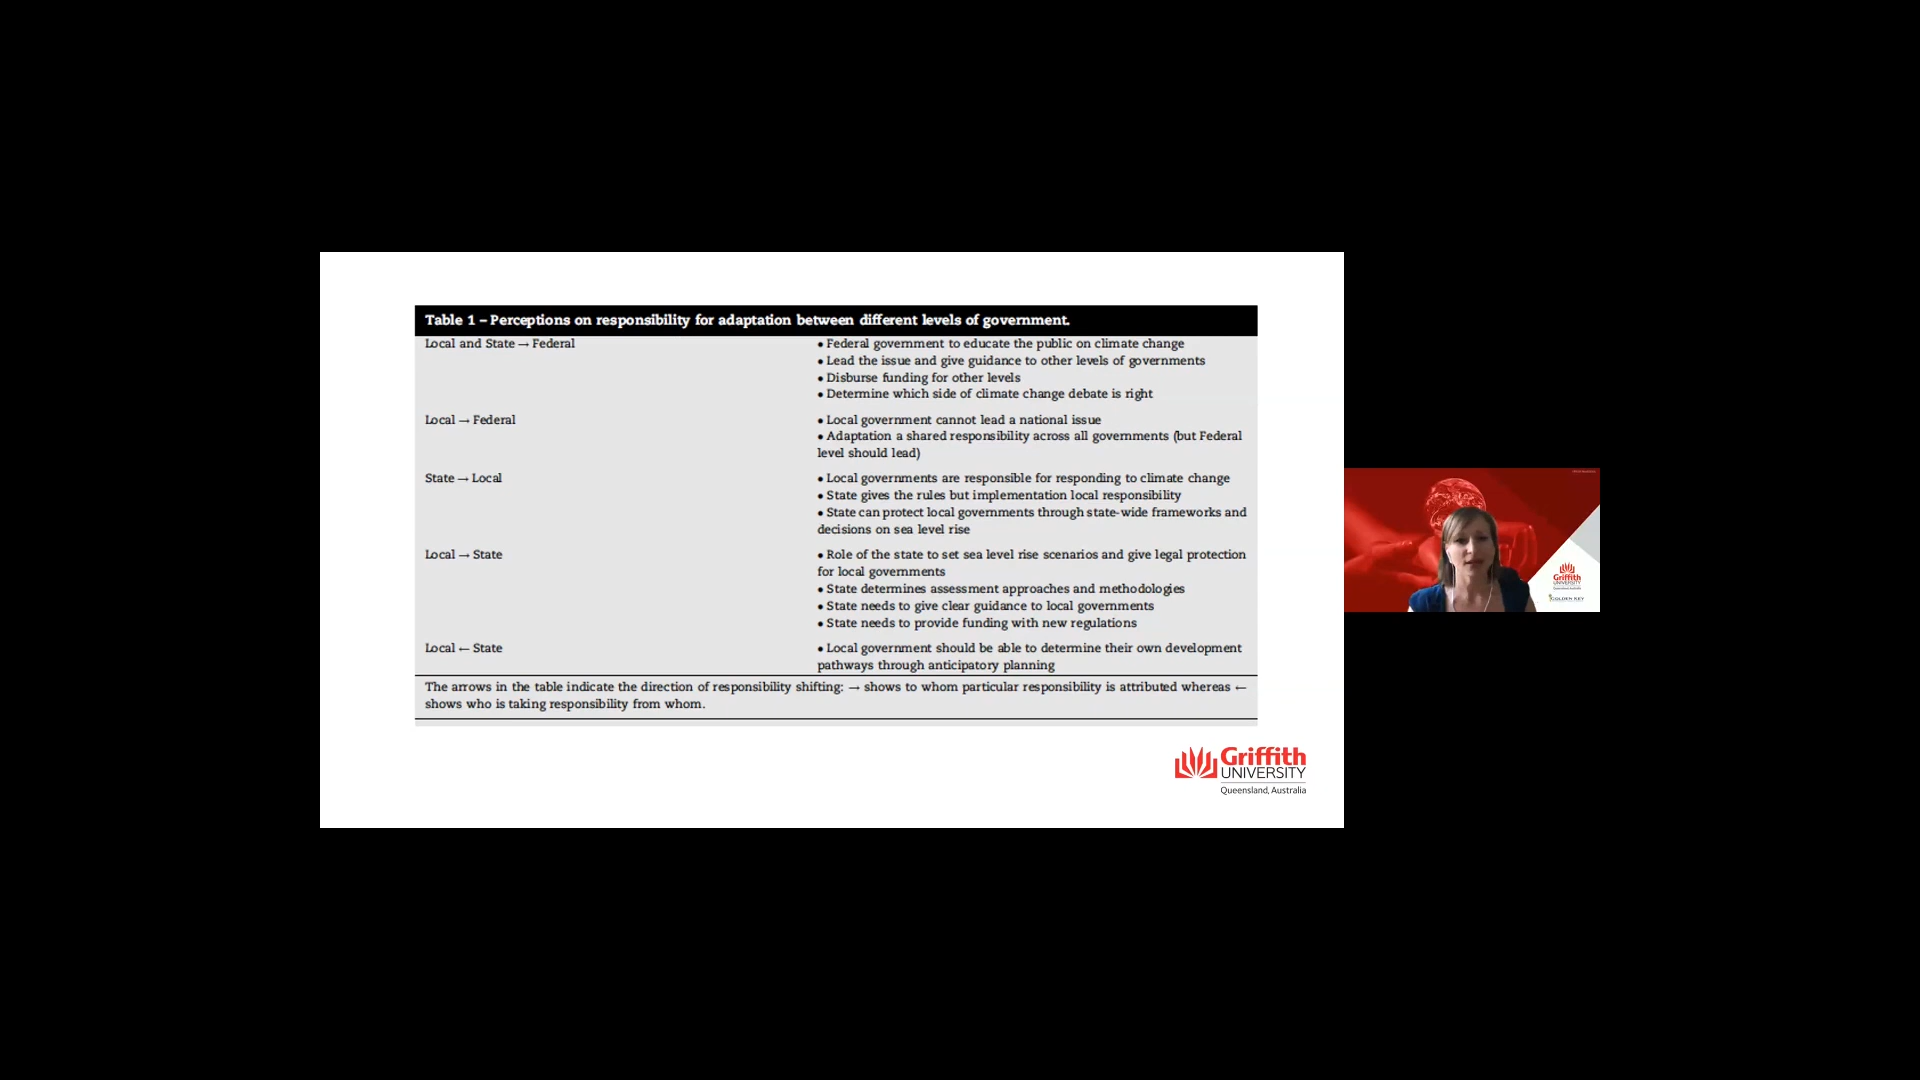 Table 1 – Perceptions on responsibility for adaptation between different levels of government.
Local and State → Federal
• Federal government to educate the public on climate change
• Lead the issue and give guidance to other levels of governments
• Disburse funding for other levels
• Determine which side of climate change debate is right
Local → Federal
• Local government cannot lead a national issue
• Adaptation a shared responsibility across all governments (but Federal
level should lead)
State → Local
• Local governments are responsible for responding to climate change
• State gives the rules but implementation local responsibility
• State can protect local governments through state-wide frameworks and
decisions on sea level rise
Local → State
• Role of the state to set sea level rise scenarios and give legal protection
for local governments
• State determines assessment approaches and methodologies
• State needs to give clear guidance to local governments
• State needs to provide funding with new regulations
Local ← State
• Local government should be able to determine their own development
pathways through anticipatory planning
The arrows in the table indicate the direction of responsibility shifting: → shows to whom particular responsibility is attributed whereas ←
shows who is taking responsibility from whom.
Griffith
UNIVERSITY
Queensland, Australia
Griffith
UNIVERSITY
GOLDEN KEY